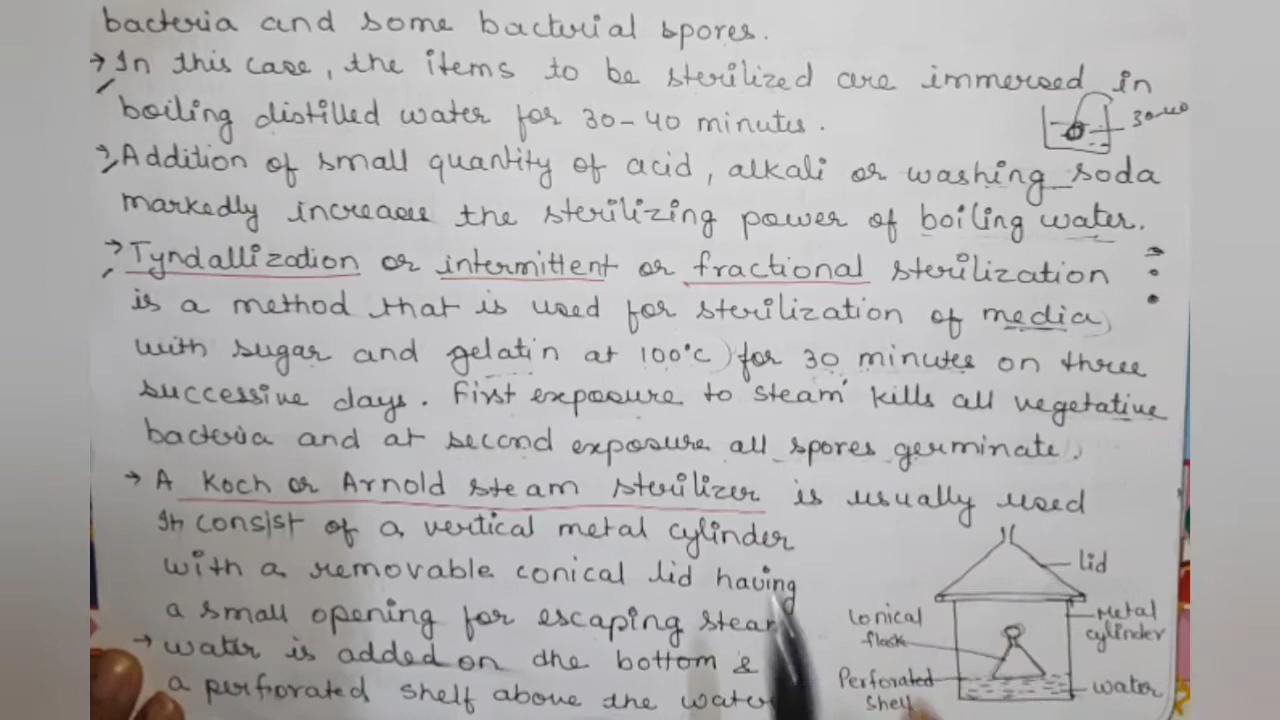 bacteria and some bacterial spores.
→ In this case, the items to be sterilized are immersed in
boiling distilled water for 30-40 minutes.
30-40
→ Addition of small quantity of acid, alkali or washing soda
markedly increase the sterilizing power of boiling water.
→ Tyndallization or intermittent or fractional sterilization
is a method that is used for sterilization of media
with sugar and gelatin at 100°C for 30 minutes on three
successive days. First exposure to steam kills all vegetative
bacteria and at second exposure all spores germinate.
→ A Koch or Arnold steam sterilizer is usually used
It consist of a vertical metal cylinder
with a removable conical lid having
a small opening for escaping steam
→ water is added on the bottom &
a perforated shelf above the water
lid
Metal
cylinder
Conical
flask
Perforated
shelf
water